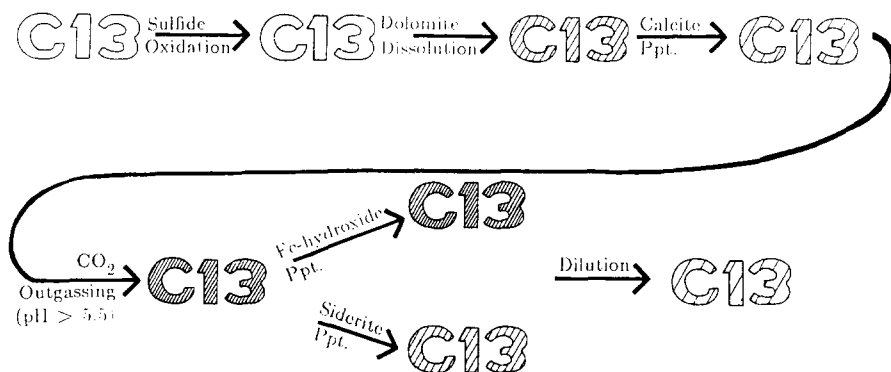 C13 Sulfide Oxidation C13 Dolomite Dissolution C13 Calcite Ppt. C13
C13
CO2 Outgassing (pH > 5.5) C13 Fe-hydroxide Ppt. Dilution C13
Siderite Ppt. C13